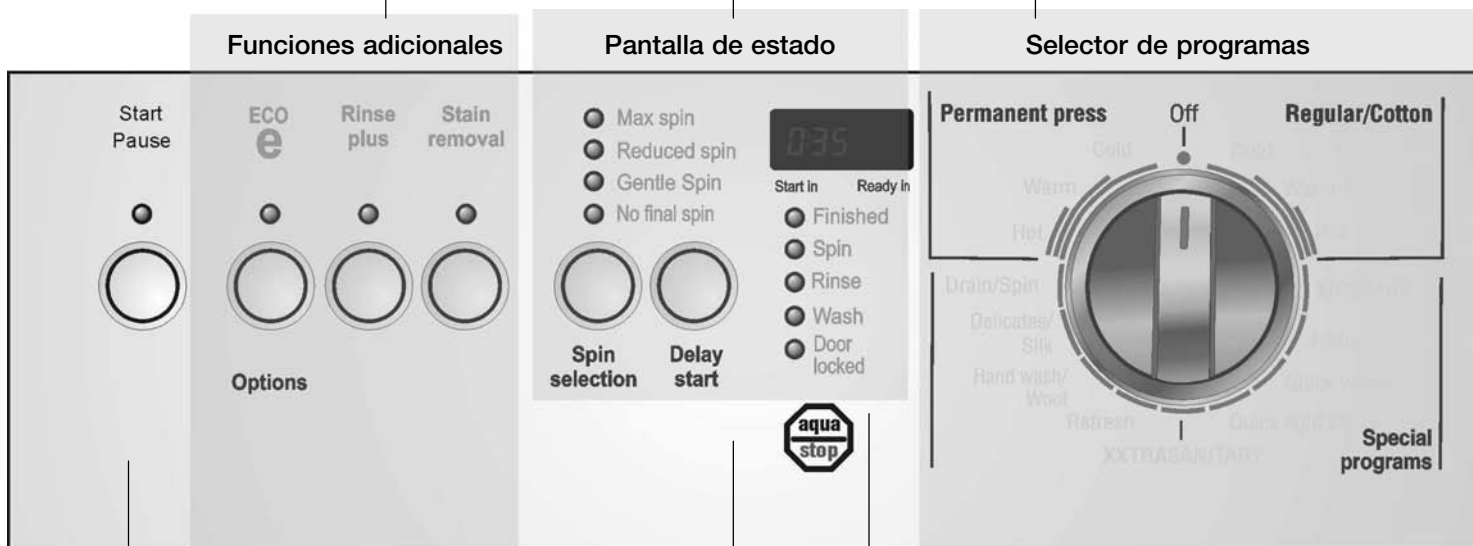 Funciones adicionales
Pantalla de estado
Selector de programas
Start
Pause
ECO
e
Rinse
plus
Stain
removal
Options
Max spin
Reduced spin
Gentle Spin
No final spin
Spin
selection
Delay
start
0:35
Start in
Ready in
Finished
Spin
Rinse
Wash
Door
locked
aqua
stop
Permanent press
Off
Regular/Cotton
Cold
Cold
Warm
Hot
Drain/Spin
Delicates/
Silk
Hand wash/
Wool
Refresh
XXTRASANITARY
Special
programs